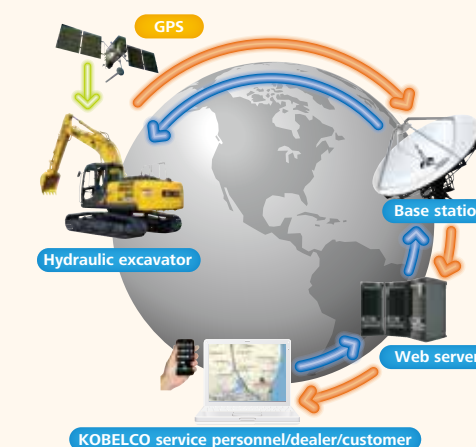 GPS
Hydraulic excavator
Base statio
Web server
KOBELCO service personnel/dealer/customer